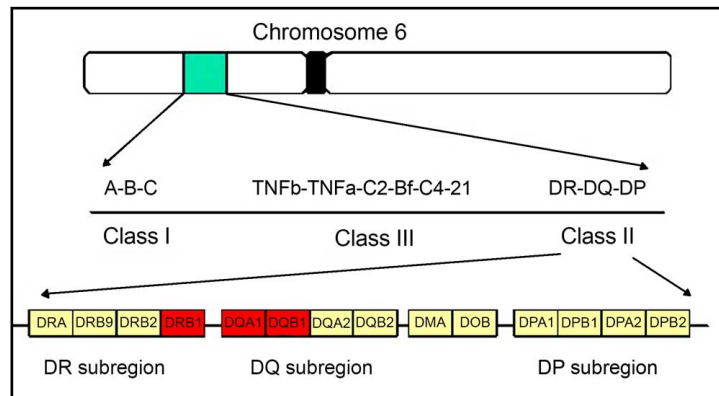 Chromosome 6
A-B-C TNFb-TNFa-C2-Bf-C4-21 DR-DQ-DP
Class I Class III Class II
DRA DRB9 DRB2 DRB1 DQA1 DQB1 DQA2 DQB2 DMA DOB DPA1 DPB1 DPA2 DPB2
DR subregion DQ subregion DP subregion